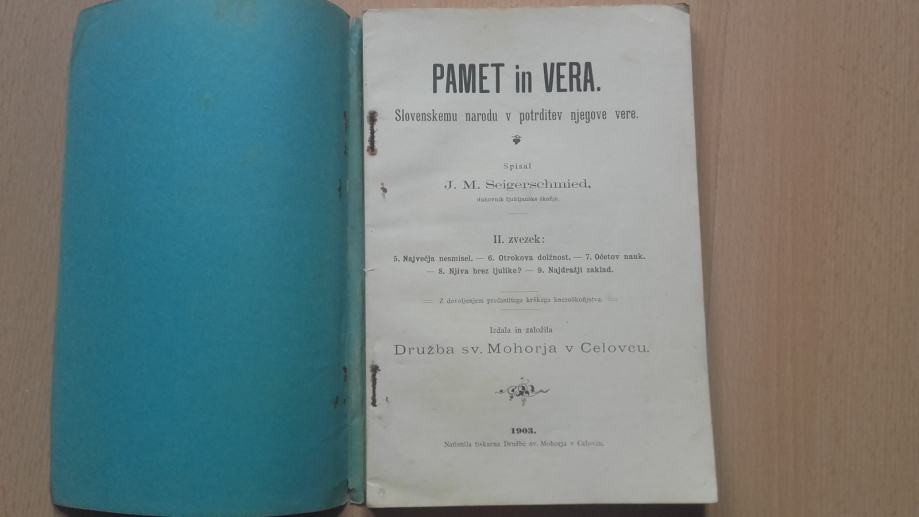 PAMET in VERA.
Slovenskemu narodu v potrditev njegove vere.
Spisal
J. M. Seigerschmied,
duhovnik ljubljanske škofije.
II. zvezek:
5. Največja nesmisel. — 6. Otrokova dolžnost. — 7. Očetov nauk.
— 8. Njiva brez ljulike? — 9. Najdražji zaklad.
Z dovoljenjem predčastitega krškega knezoškofijstva.
Izdala in založila
Družba sv. Mohorja v Celovcu.
1903.
Natisnila tiskarna Družbe sv. Mohorja v Celovcu.